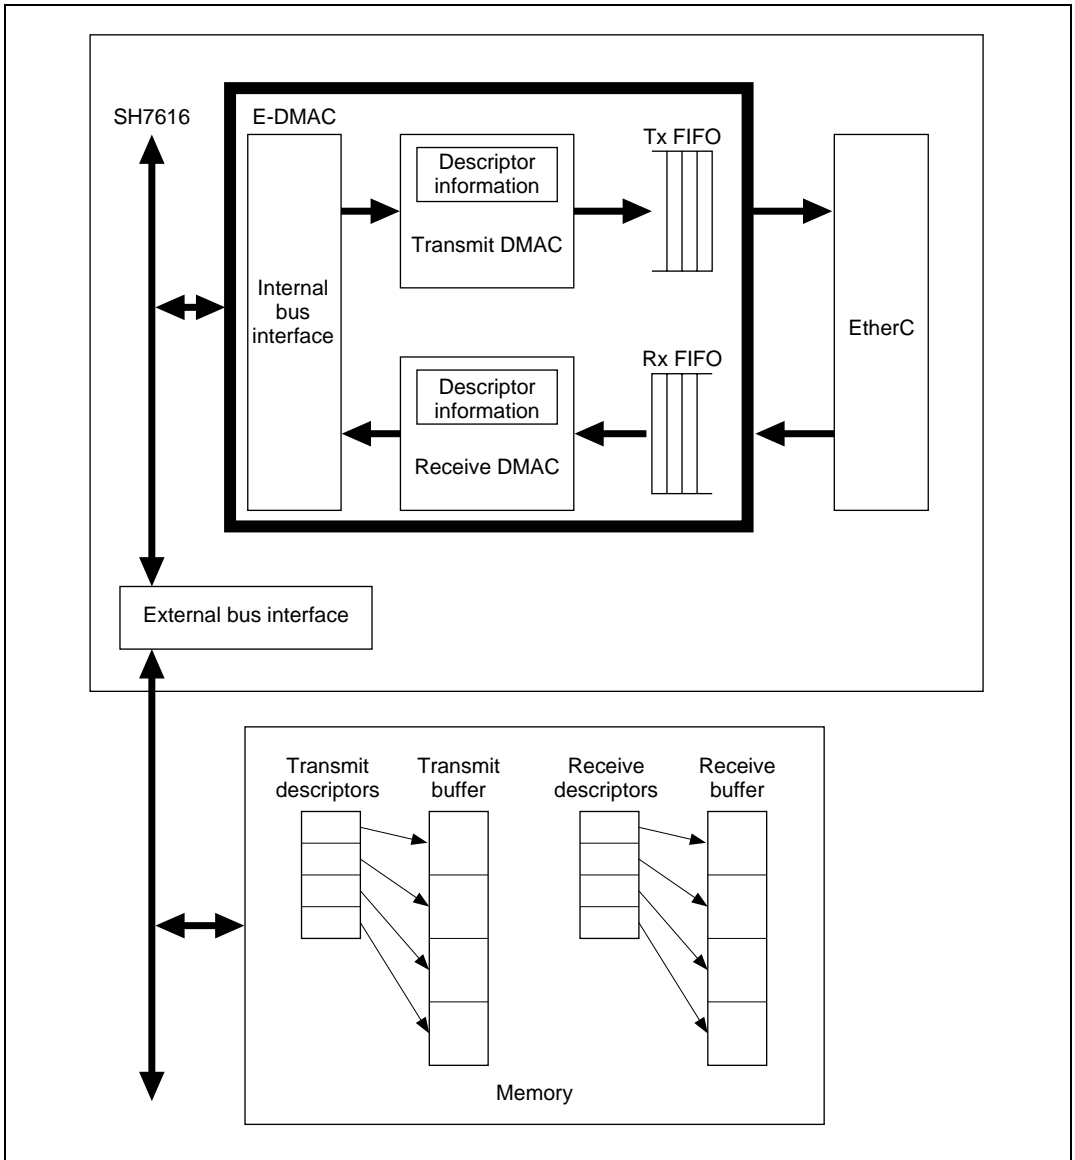 SH7616
E-DMAC
Tx FIFO
Descriptor
information
Transmit DMAC
Internal
bus
interface
EtherC
Rx FIFO
Descriptor
information
Receive DMAC
External bus interface
Transmit
descriptors
Transmit
buffer
Receive
descriptors
Receive
buffer
Memory